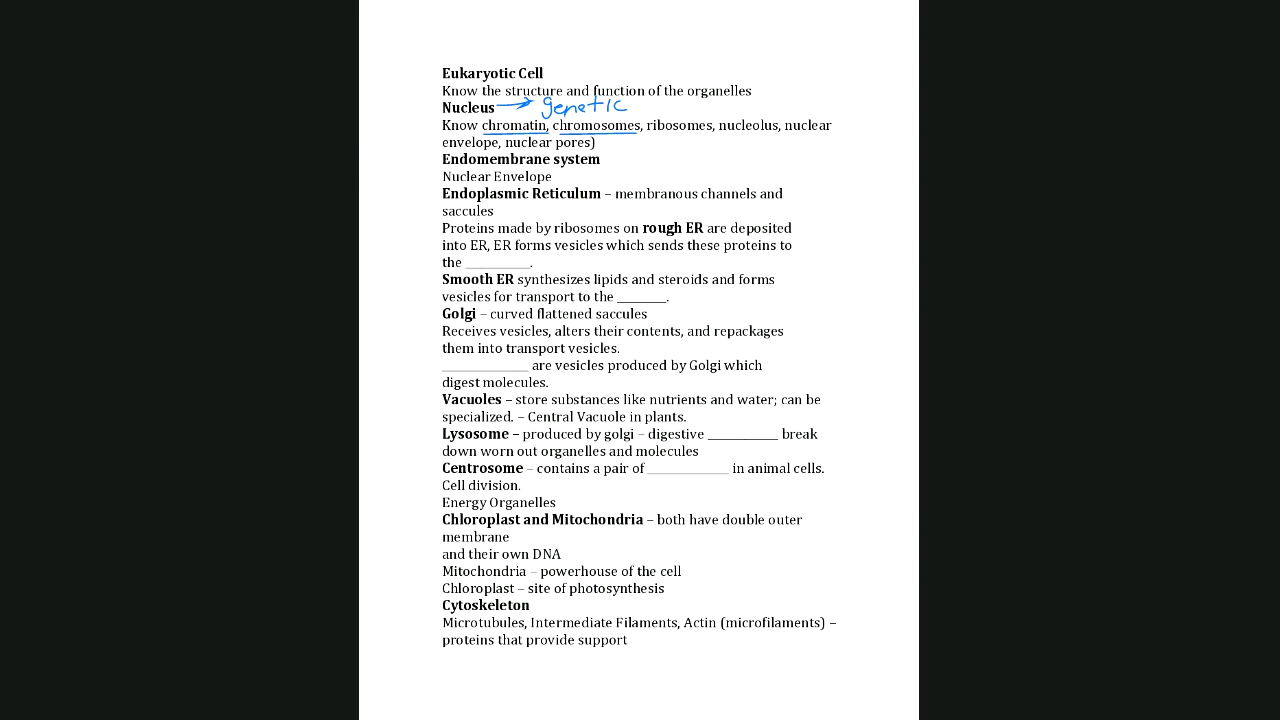 Eukaryotic Cell
Know the structure and function of the organelles
Nucleus → genetic
Know chromatin, chromosomes, ribosomes, nucleolus, nuclear
envelope, nuclear pores)
Endomembrane system
Nuclear Envelope
Endoplasmic Reticulum – membranous channels and
saccules
Proteins made by ribosomes on rough ER are deposited
into ER, ER forms vesicles which sends these proteins to
the __________.
Smooth ER synthesizes lipids and steroids and forms
vesicles for transport to the ________.
Golgi – curved flattened saccules
Receives vesicles, alters their contents, and repackages
them into transport vesicles.
______________ are vesicles produced by Golgi which
digest molecules.
Vacuoles – store substances like nutrients and water; can be
specialized. – Central Vacuole in plants.
Lysosome – produced by golgi – digestive ___________ break
down worn out organelles and molecules
Centrosome – contains a pair of _____________ in animal cells.
Cell division.
Energy Organelles
Chloroplast and Mitochondria – both have double outer
membrane
and their own DNA
Mitochondria – powerhouse of the cell
Chloroplast – site of photosynthesis
Cytoskeleton
Microtubules, Intermediate Filaments, Actin (microfilaments) –
proteins that provide support